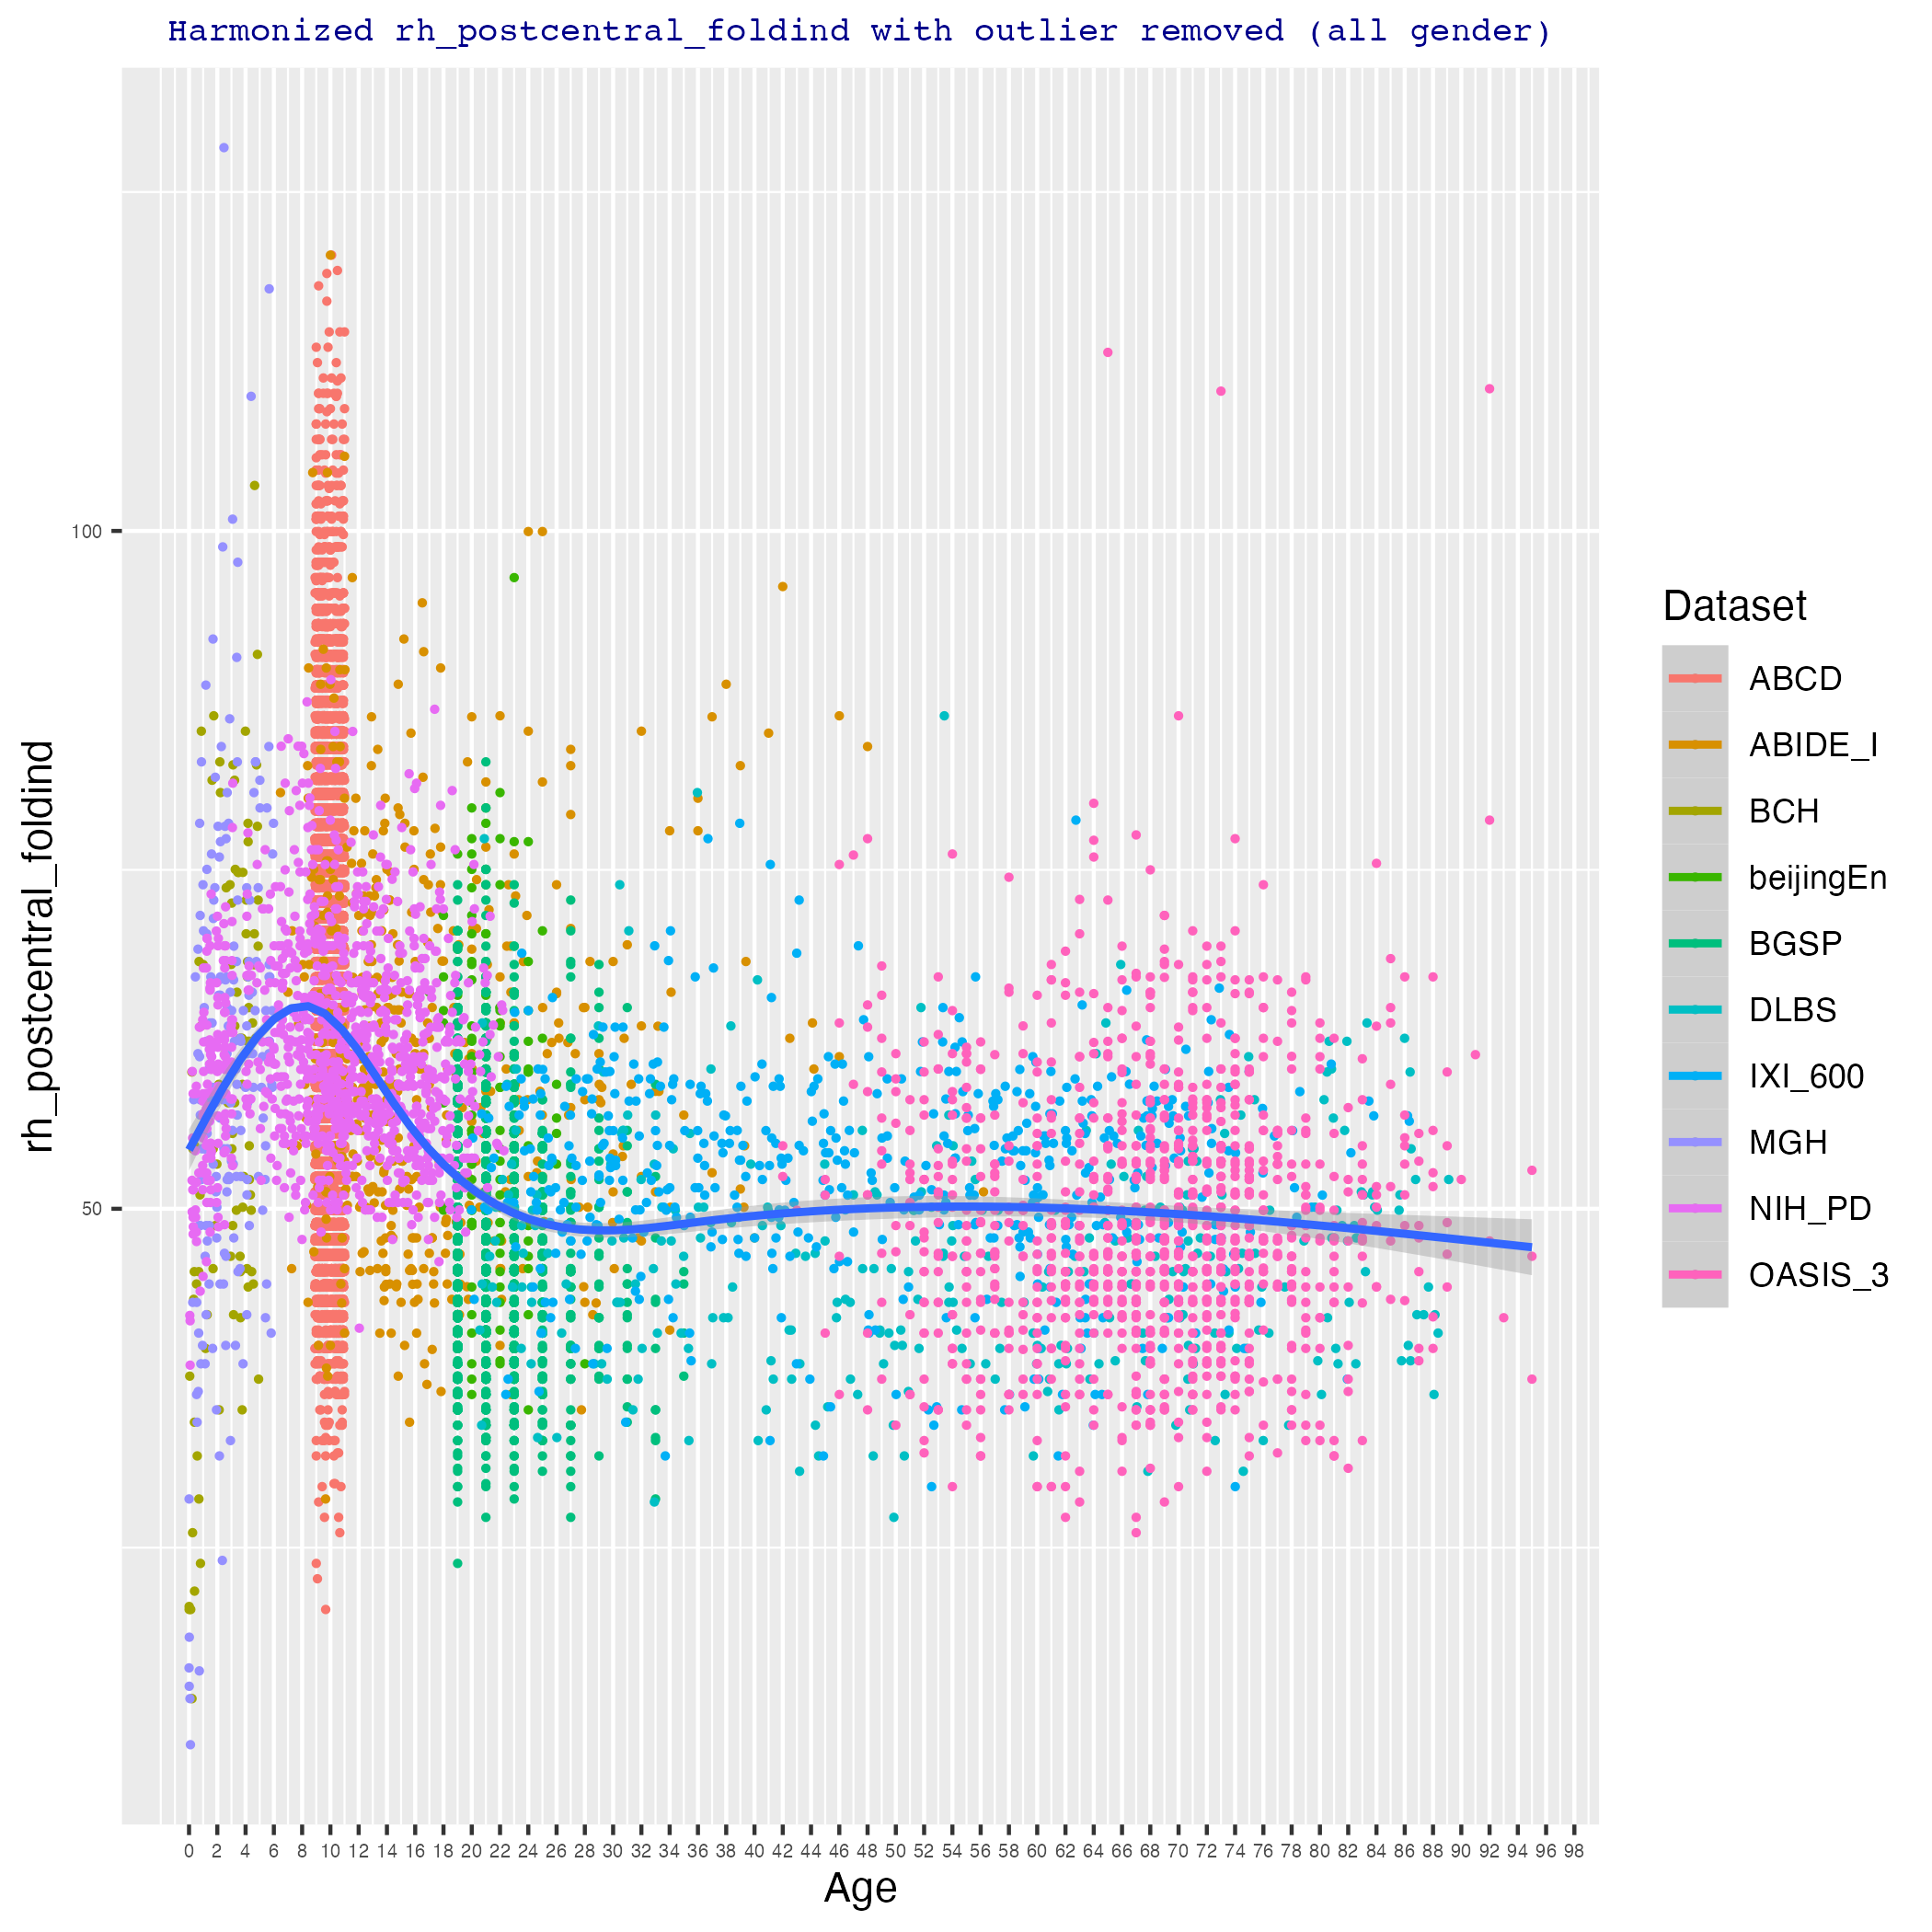 Harmonized rh_postcentral_foldind with outlier removed (all gender)
rh_postcentral_foldind
100
50
0 2 4 6 8 10 12 14 16 18 20 22 24 26 28 30 32 34 36 38 40 42 44 46 48 50 52 54 56 58 60 62 64 66 68 70 72 74 76 78 80 82 84 86 88 90 92 94 96 98
Age
Dataset
ABCD
ABIDE_I
BCH
beijingEn
BGSP
DLBS
IXI_600
MGH
NIH_PD
OASIS_3